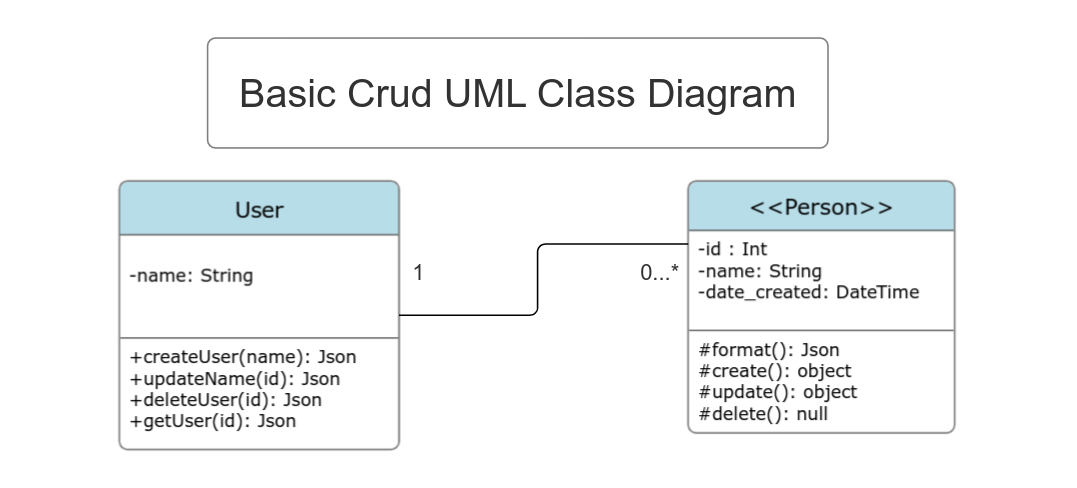 Basic Crud UML Class Diagram
User
-name: String
+createUser(name): Json
+updateName(id): Json
+deleteUser(id): Json
+getUser(id): Json
1
0...*
<<Person>>
-id : Int
-name: String
-date_created: DateTime
#format(): Json
#create(): object
#update(): object
#delete(): null